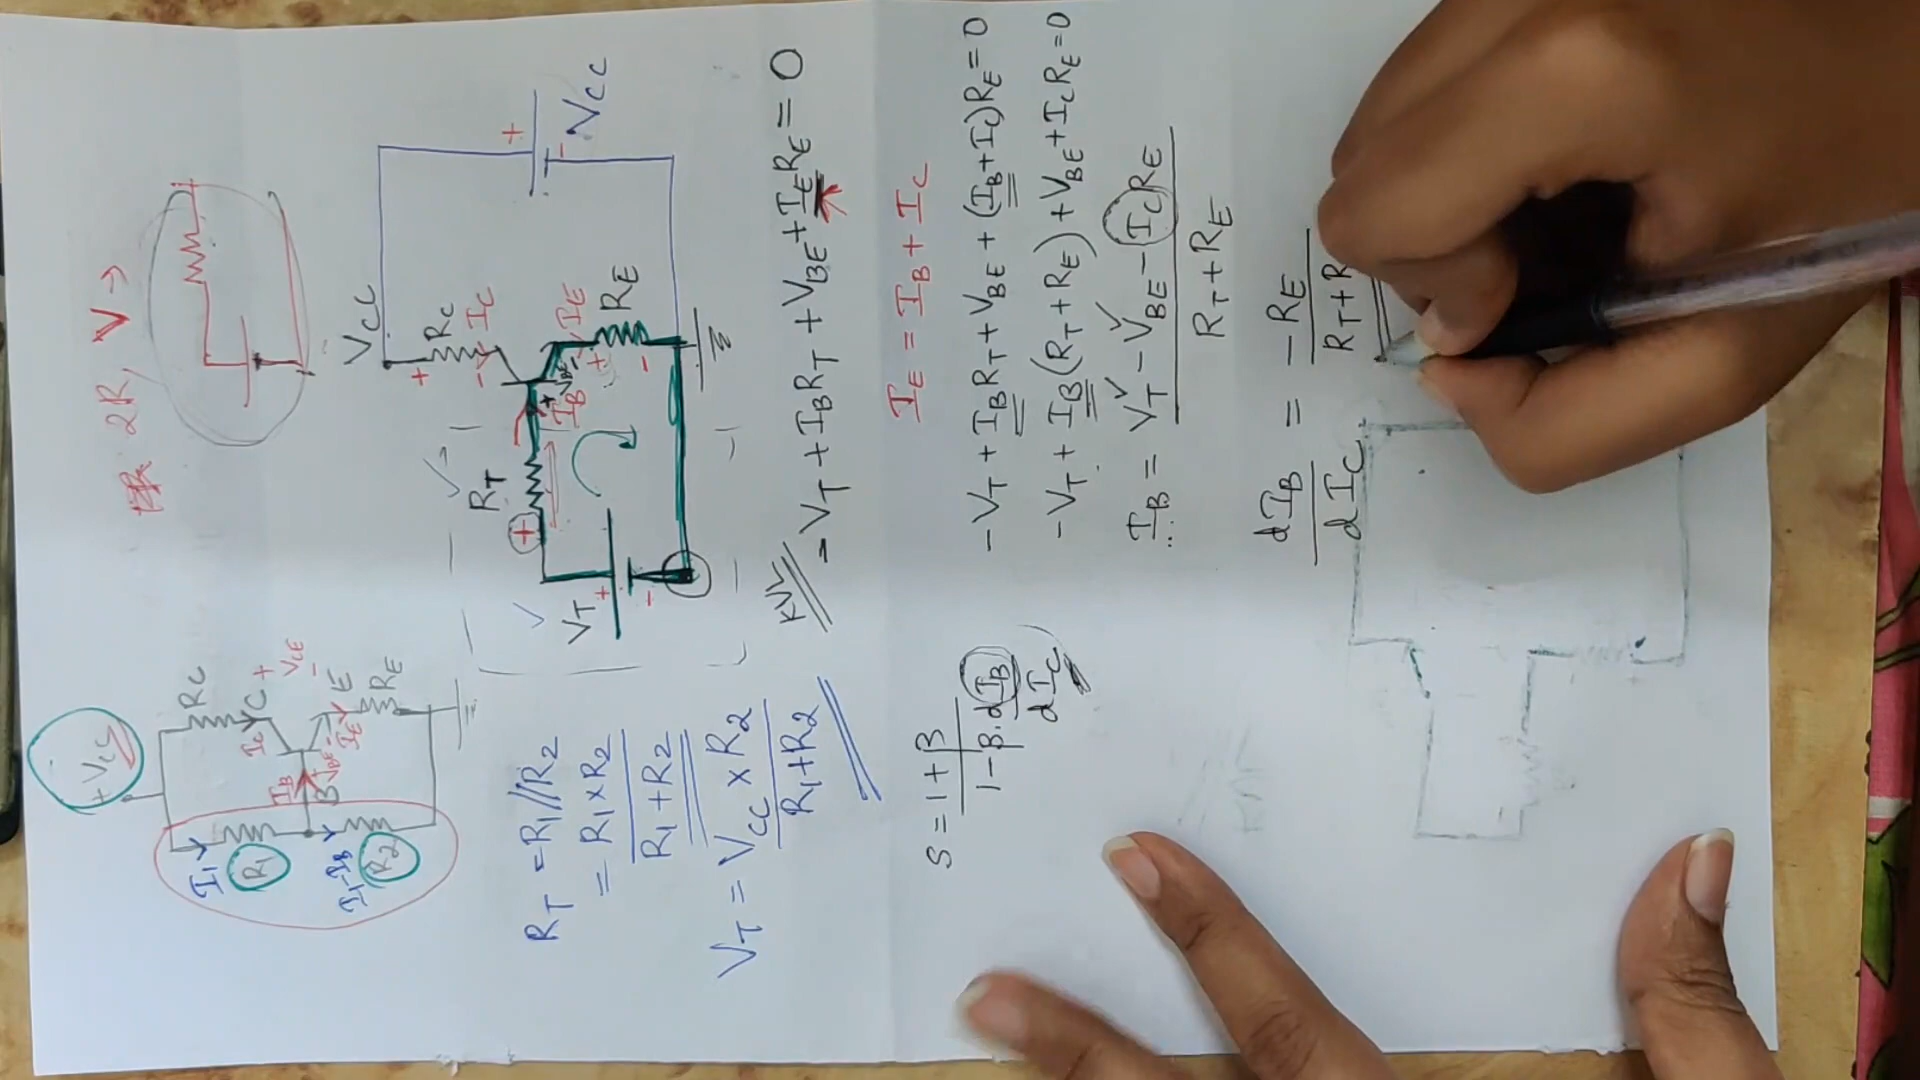 +VCC
RC
IC
C
+
VCE
-
IB
B
+
VBE
-
E
IE
RE
I1
R1
I1-IB
R2
2R, V →
VCC
RC
+
-
IC
RT
+
IB
+
VBE
-
IE
+
RE
-
VT
+
-
+
-
VCC
RT = R1//R2
= R1×R2
R1+R2
VT = VCC × R2
R1+R2
KVL
-VT + IBRT + VBE + IERE = 0
IE = IB + IC
-VT + IBRT + VBE + (IB+IC)RE = 0
-VT + IB(RT+RE) + VBE + ICRE = 0
IB = VT - VBE - ICRE
RT+RE
S = 1+β
1-β.dIB
dIC
dIB = -RE
dIC RT+R